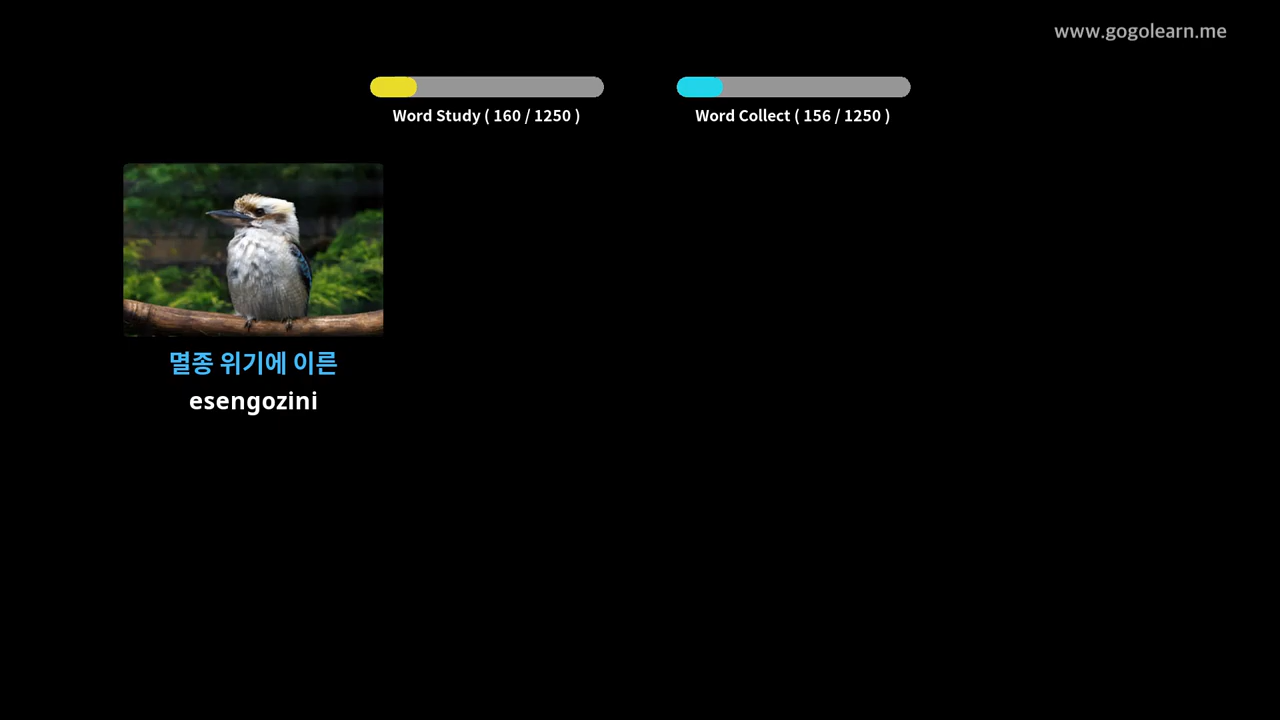 www.gogolearn.me
Word Study ( 160 / 1250 )
Word Collect ( 156 / 1250 )
멸종 위기에 이른
esengozini